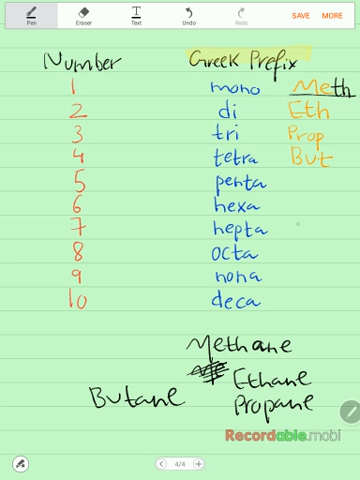 Pen Eraser Text Undo Redo SAVE MORE
Number Greek Prefix
1 mono Meth
2 di Eth
3 tri Prop
4 tetra But
5 penta
6 hexa
7 hepta
8 octa
9 nona
10 deca
Methane
Ethane
Butane Propane
Recordable.mobi
4/4